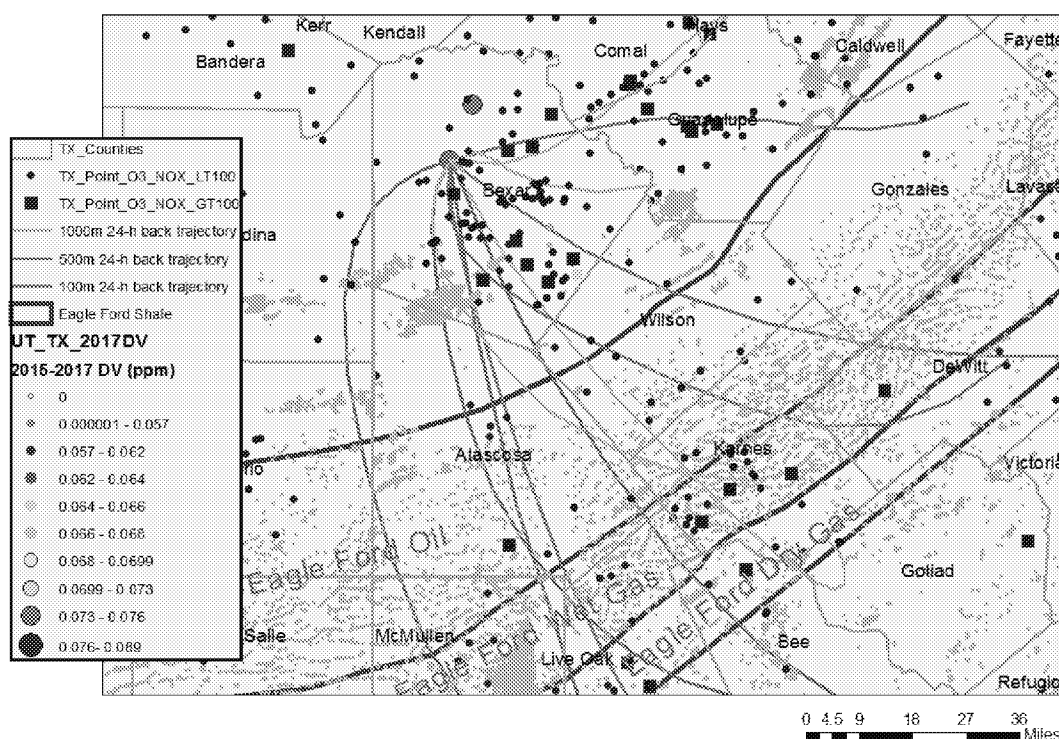 Kerr
Kendall
Hays
Bandera
Comal
Caldwell
Fayette
Guadalupe
TX_Counties
TX_Point_O3_NOX_LT100
TX_Point_O3_NOX_GT100
1000m 24-h back trajectory
500m 24-h back trajectory
100m 24-h back trajectory
Eagle Ford Shale
UT_TX_2017DV
2015-2017 DV (ppm)
0
0.000001 - 0.057
0.057 - 0.062
0.062 - 0.064
0.064 - 0.066
0.066 - 0.068
0.068 - 0.0699
0.0699 - 0.073
0.073 - 0.076
0.076- 0.089
Bexar
Gonzales
Lavaca
dina
Wilson
DeWitt
Atascosa
Karnes
Victoria
rio
Eagle Ford Oil
Eagle Ford Wet Gas
Eagle Ford Dry Gas
Goliad
Salle
McMullen
Live Oak
Bee
Refugio
0 4.5 9 18 27 36
Miles